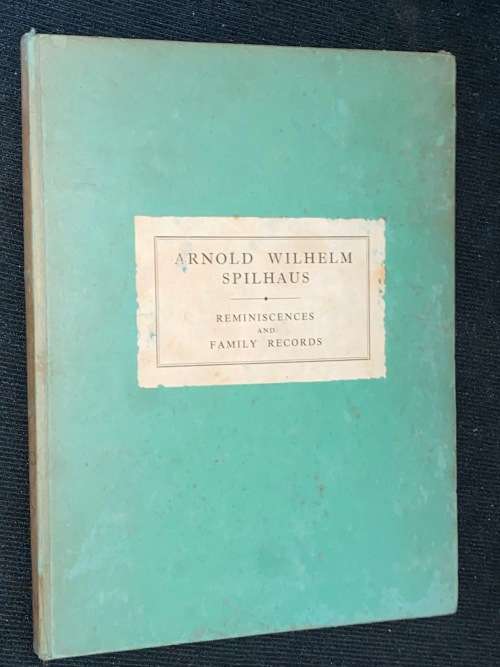 ARNOLD WILHELM
SPILHAUS
REMINISCENCES
AND
FAMILY RECORDS